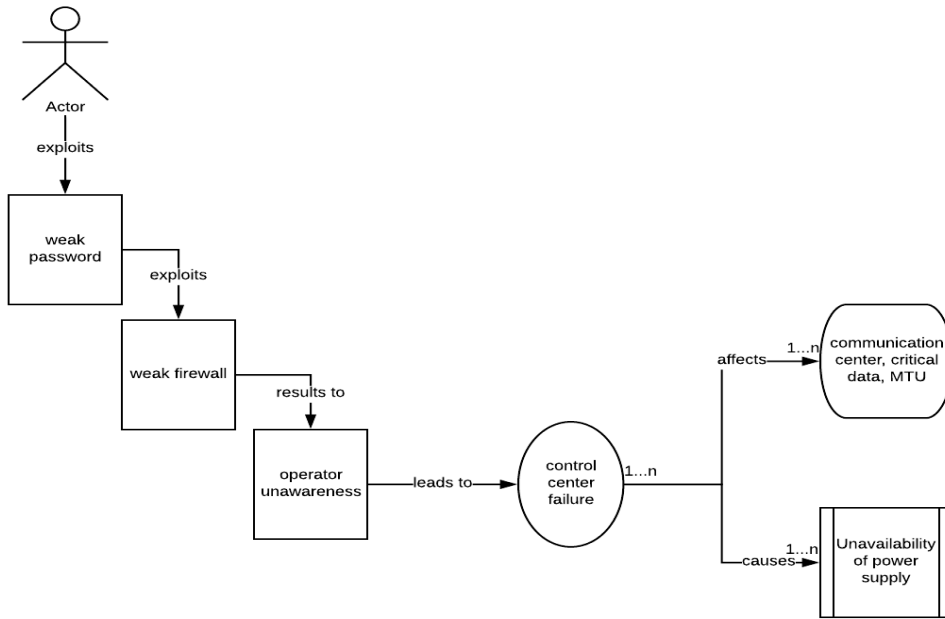 Actor
exploits
weak
password
exploits
weak firewall
results to
operator
unawareness
leads to
control
center
failure
1...n
affects
1...n
communication
center, critical
data, MTU
causes
1...n
Unavailability
of power
supply